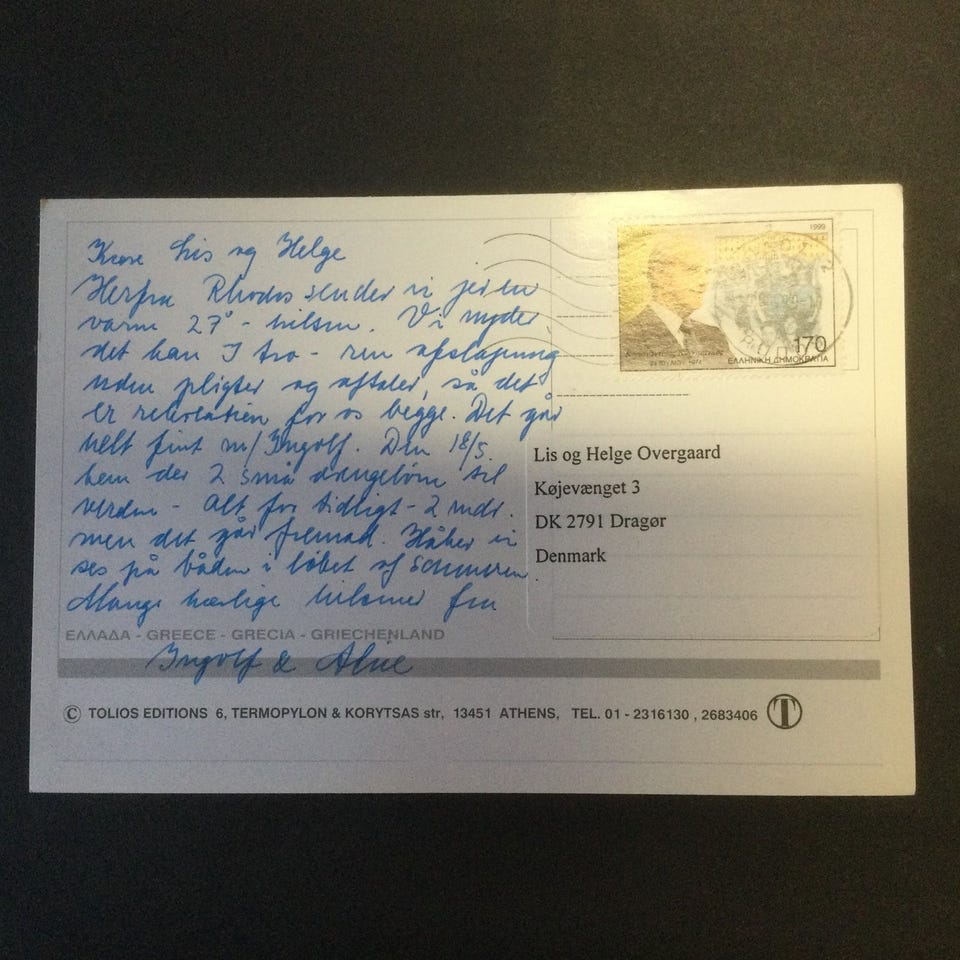 Kære Lis og Helge
Herfra Rhodos sender vi jer en
varm 27° - hilsen. Vi nyder
det kan I tro - ren afslapning
uden pligter og aftaler, så det
er rekreation for os begge. Det går
helt fint m/Ingolf. Den 18/5.
kom der 2 små drengebørn til
verden - alt for tidligt - 2 mdr.
men det går fremad. Håber vi
ses på båden i løbet af sommeren.
Mange kærlige hilsner fra
Ingolf &
ΕΛΛΑΔΑ - GREECE - GRECIA - GRIECHENLAND
1999
170
ΕΛΛΗΝΙΚΗ ΔΗΜΟΚΡΑΤΙΑ
Lis og Helge Overgaard
Køjevænget 3
DK 2791 Dragør
Denmark
© TOLIOS EDITIONS 6, TERMOPYLON & KORYTSAS str, 13451 ATHENS, TEL. 01 - 2316130 , 2683406 T